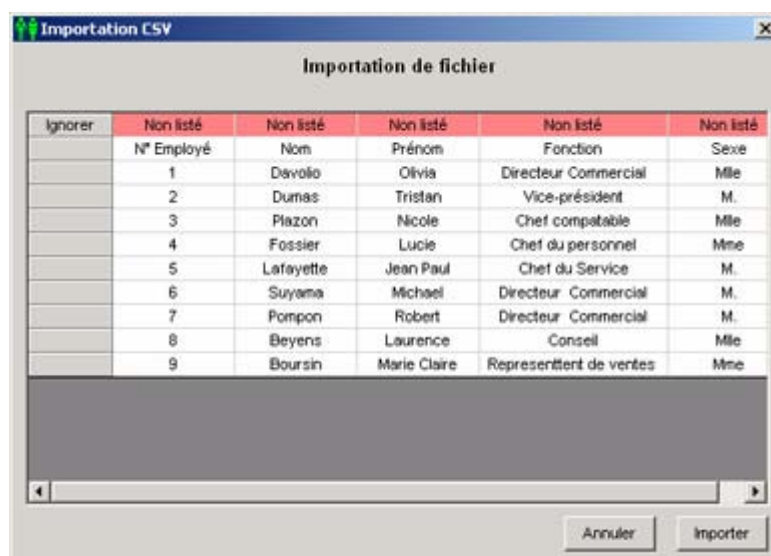 Importation CSV
Importation de fichier
Ignorer Non listé Non listé Non listé Non listé Non listé
N° Employé Nom Prénom Fonction Sexe
1 Davolio Olivia Directeur Commercial Mlle
2 Dumas Tristan Vice-président M.
3 Plazon Nicole Chef compatable Mlle
4 Fossier Lucie Chef du personnel Mme
5 Lafayette Jean Paul Chef du Service M.
6 Suyama Michael Directeur Commercial M.
7 Pompon Robert Directeur Commercial M.
8 Beyens Laurence Conseil Mlle
9 Boursin Marie Claire Representtent de ventes Mme
Annuler Importer